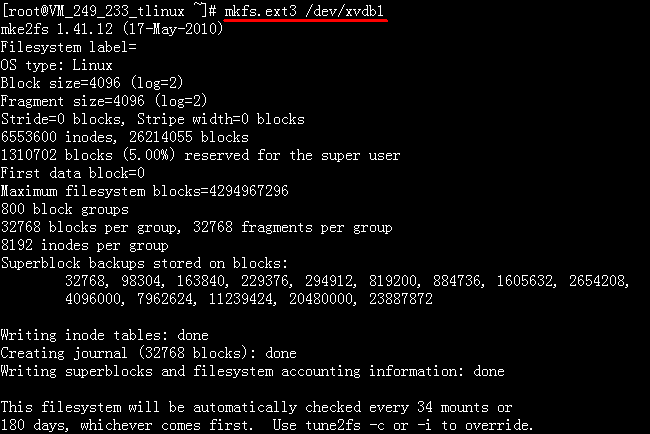 [root@VM_249_233_tlinux ~]# mkfs.ext3 /dev/xvdb1
mke2fs 1.41.12 (17-May-2010)
Filesystem label=
OS type: Linux
Block size=4096 (log=2)
Fragment size=4096 (log=2)
Stride=0 blocks, Stripe width=0 blocks
6553600 inodes, 26214055 blocks
1310702 blocks (5.00%) reserved for the super user
First data block=0
Maximum filesystem blocks=4294967296
800 block groups
32768 blocks per group, 32768 fragments per group
8192 inodes per group
Superblock backups stored on blocks:
32768, 98304, 163840, 229376, 294912, 819200, 884736, 1605632, 2654208,
4096000, 7962624, 11239424, 20480000, 23887872
Writing inode tables: done
Creating journal (32768 blocks): done
Writing superblocks and filesystem accounting information: done
This filesystem will be automatically checked every 34 mounts or
180 days, whichever comes first.  Use tune2fs -c or -i to override.